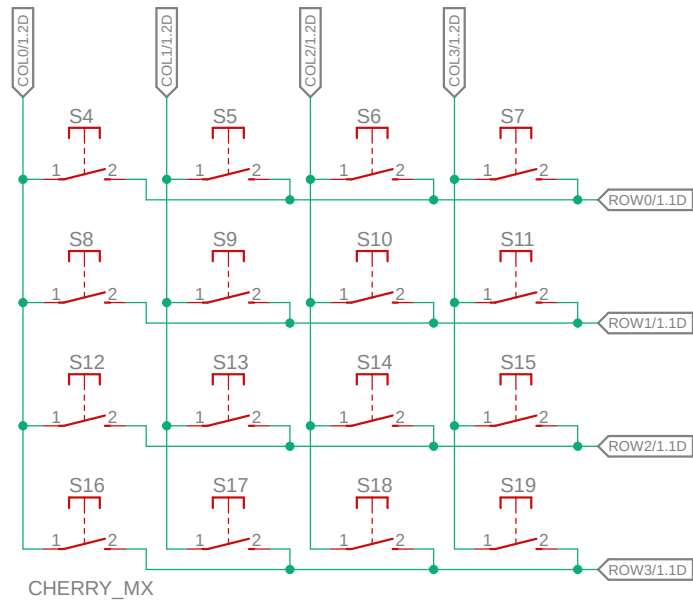 COL0/1.2D COL1/1.2D COL2/1.2D COL3/1.2D
S4 S5 S6 S7
1 2 1 2 1 2 1 2
ROW0/1.1D
S8 S9 S10 S11
1 2 1 2 1 2 1 2
ROW1/1.1D
S12 S13 S14 S15
1 2 1 2 1 2 1 2
ROW2/1.1D
S16 S17 S18 S19
1 2 1 2 1 2 1 2
ROW3/1.1D
CHERRY_MX